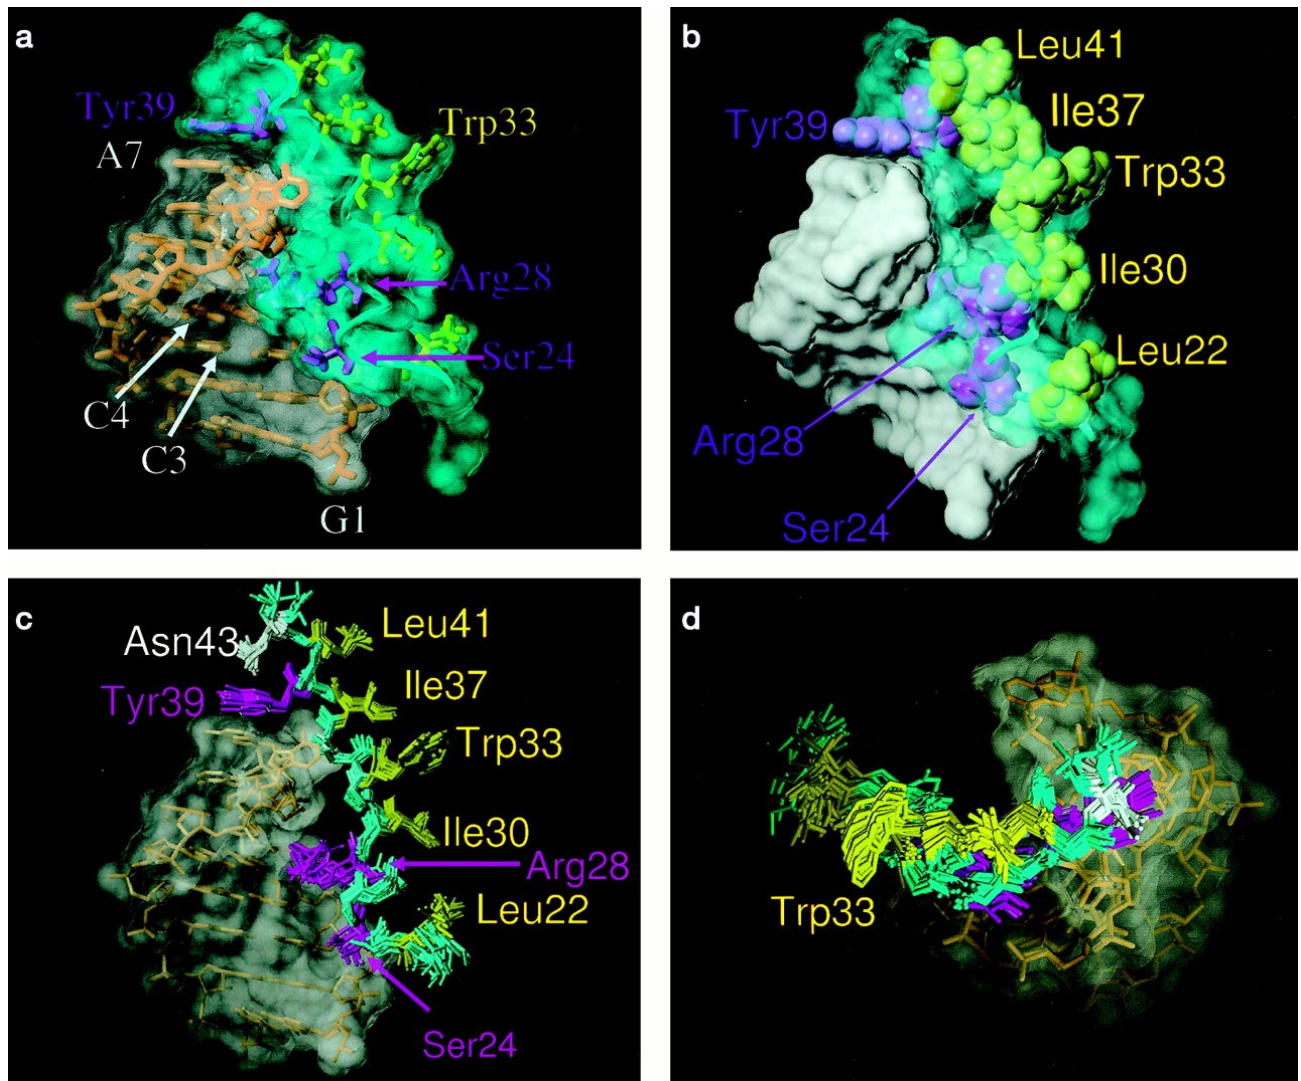 a
Tyr39
A7
Trp33
Arg28
Ser24
C4
C3
G1
b
Leu41
Ile37
Tyr39
Trp33
Ile30
Leu22
Arg28
Ser24
c
Asn43
Leu41
Tyr39
Ile37
Trp33
Ile30
Arg28
Leu22
Ser24
d
Trp33